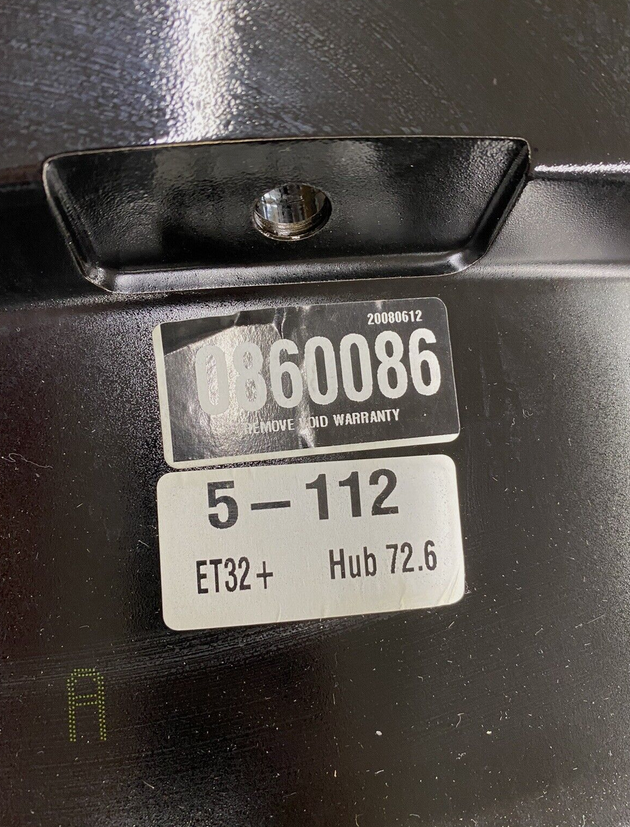 20080612
0860086
REMOVE VOID WARRANTY
5-112
ET32+ Hub 72.6
A